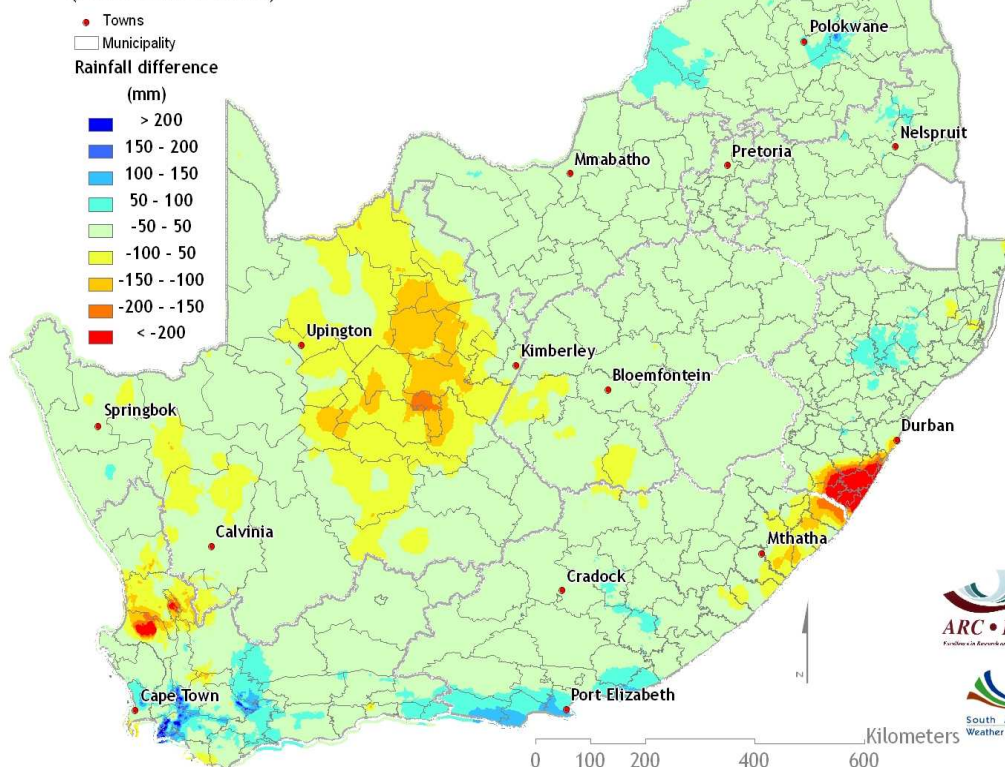 Towns
Municipality
Rainfall difference
(mm)
> 200
150 - 200
100 - 150
50 - 100
-50 - 50
-100 - 50
-150 --100
-200 - -150
< -200
Polokwane
Nelspruit
Pretoria
Mmabatho
Upington
Kimberley
Bloemfontein
Springbok
Durban
Calvinia
Mthatha
Cradock
Cape Town
Port Elizabeth
N
ARC •
South
Weather
Kilometers
0 100 200 400 600